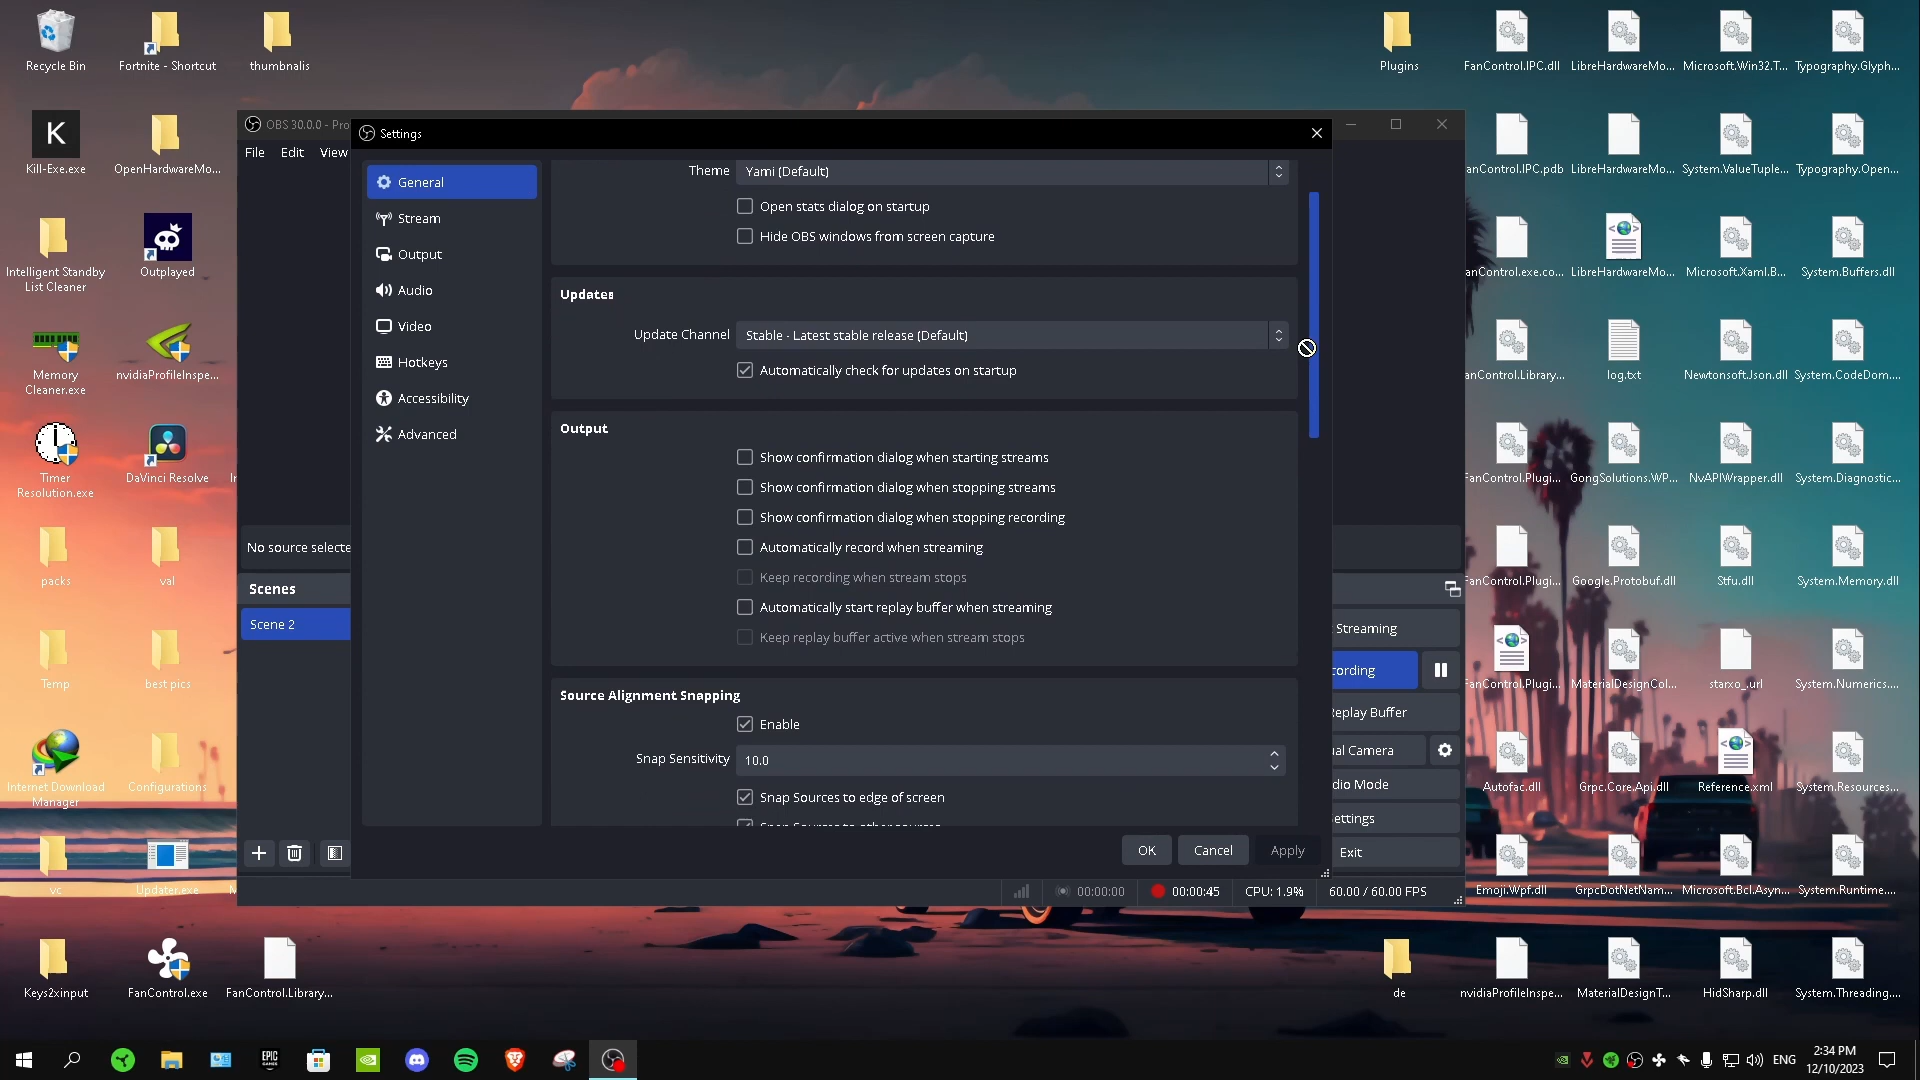 Recycle Bin
Fortnite - Shortcut
thumbnalis
Plugins
FanControl.IPC.dll
LibreHardwareMo...
Microsoft.Win32.T...
Typography.Glyph...
K
Kill-Exe.exe
OpenHardwareMo...
anControl.IPC.pdb
LibreHardwareMo...
System.ValueTuple...
Typography.Open...
Intelligent Standby
List Cleaner
Outplayed
anControl.exe.co...
LibreHardwareMo...
Microsoft.Xaml.B...
System.Buffers.dll
Memory
Cleaner.exe
nvidiaProfileInspe...
anControl.Library...
log.txt
Newtonsoft.Json.dll
System.CodeDom...
Timer
Resolution.exe
DaVinci Resolve
FanControl.Plugi...
GongSolutions.WP...
NvAPIWrapper.dll
System.Diagnostic...
packs
val
FanControl.Plugi...
Google.Protobuf.dll
Stfu.dll
System.Memory.dll
Temp
best pics
FanControl.Plugi...
MaterialDesignCol...
starxo_.url
System.Numerics....
Internet Download
Manager
Configurations
Autofac.dll
Grpc.Core.Api.dll
Reference.xml
System.Resources...
vc
Updater.exe
Emoji.Wpf.dll
GrpcDotNetNam...
Microsoft.Bcl.Asyn...
System.Runtime....
Keys2xinput
FanControl.exe
FanControl.Library...
de
nvidiaProfileInspe...
MaterialDesignT...
HidSharp.dll
System.Threading....
OBS 30.0.0 - Pro
File
Edit
View
No source selecte
Scenes
Scene 2
Settings
General
Stream
Output
Audio
Video
Hotkeys
Accessibility
Advanced
Theme
Yami (Default)
Open stats dialog on startup
Hide OBS windows from screen capture
Updates
Update Channel
Stable - Latest stable release (Default)
Automatically check for updates on startup
Output
Show confirmation dialog when starting streams
Show confirmation dialog when stopping streams
Show confirmation dialog when stopping recording
Automatically record when streaming
Keep recording when stream stops
Automatically start replay buffer when streaming
Keep replay buffer active when stream stops
Source Alignment Snapping
Enable
Snap Sensitivity
10.0
Snap Sources to edge of screen
OK
Cancel
Apply
Streaming
cording
Replay Buffer
ual Camera
dio Mode
ettings
Exit
00:00:00
00:00:45
CPU: 1.9%
60.00 / 60.00 FPS
EPIC
GAMES
ENG
2:34 PM
12/10/2023